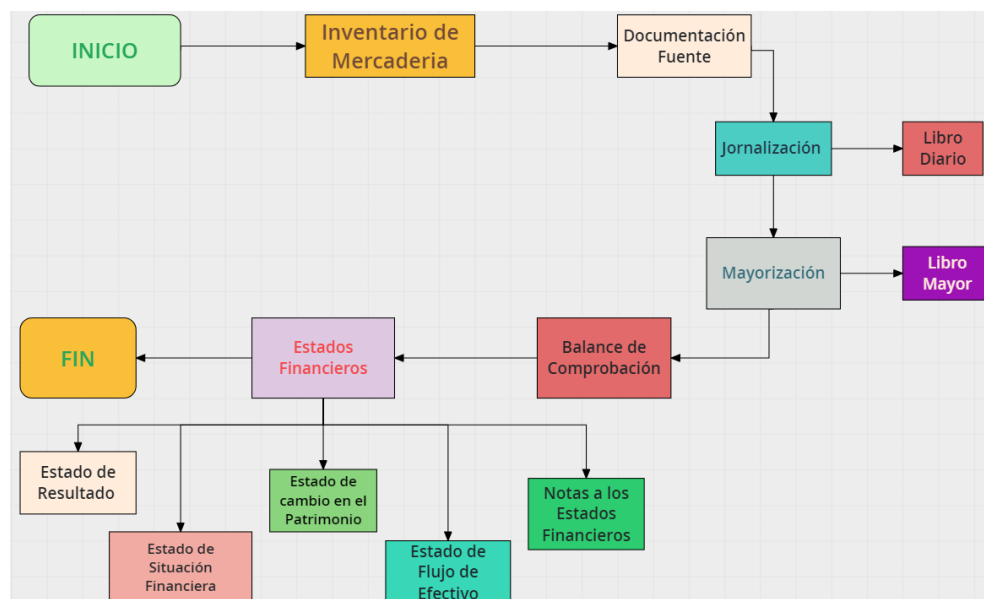 INICIO
Inventario de
Mercaderia
Documentación
Fuente
Jornalización
Libro
Diario
Mayorización
Libro
Mayor
FIN
Estados
Financieros
Balance de
Comprobación
Estado de
Resultado
Estado de
Situación
Financiera
Estado de
cambio en el
Patrimonio
Estado de
Flujo de
Efectivo
Notas a los
Estados
Financieros